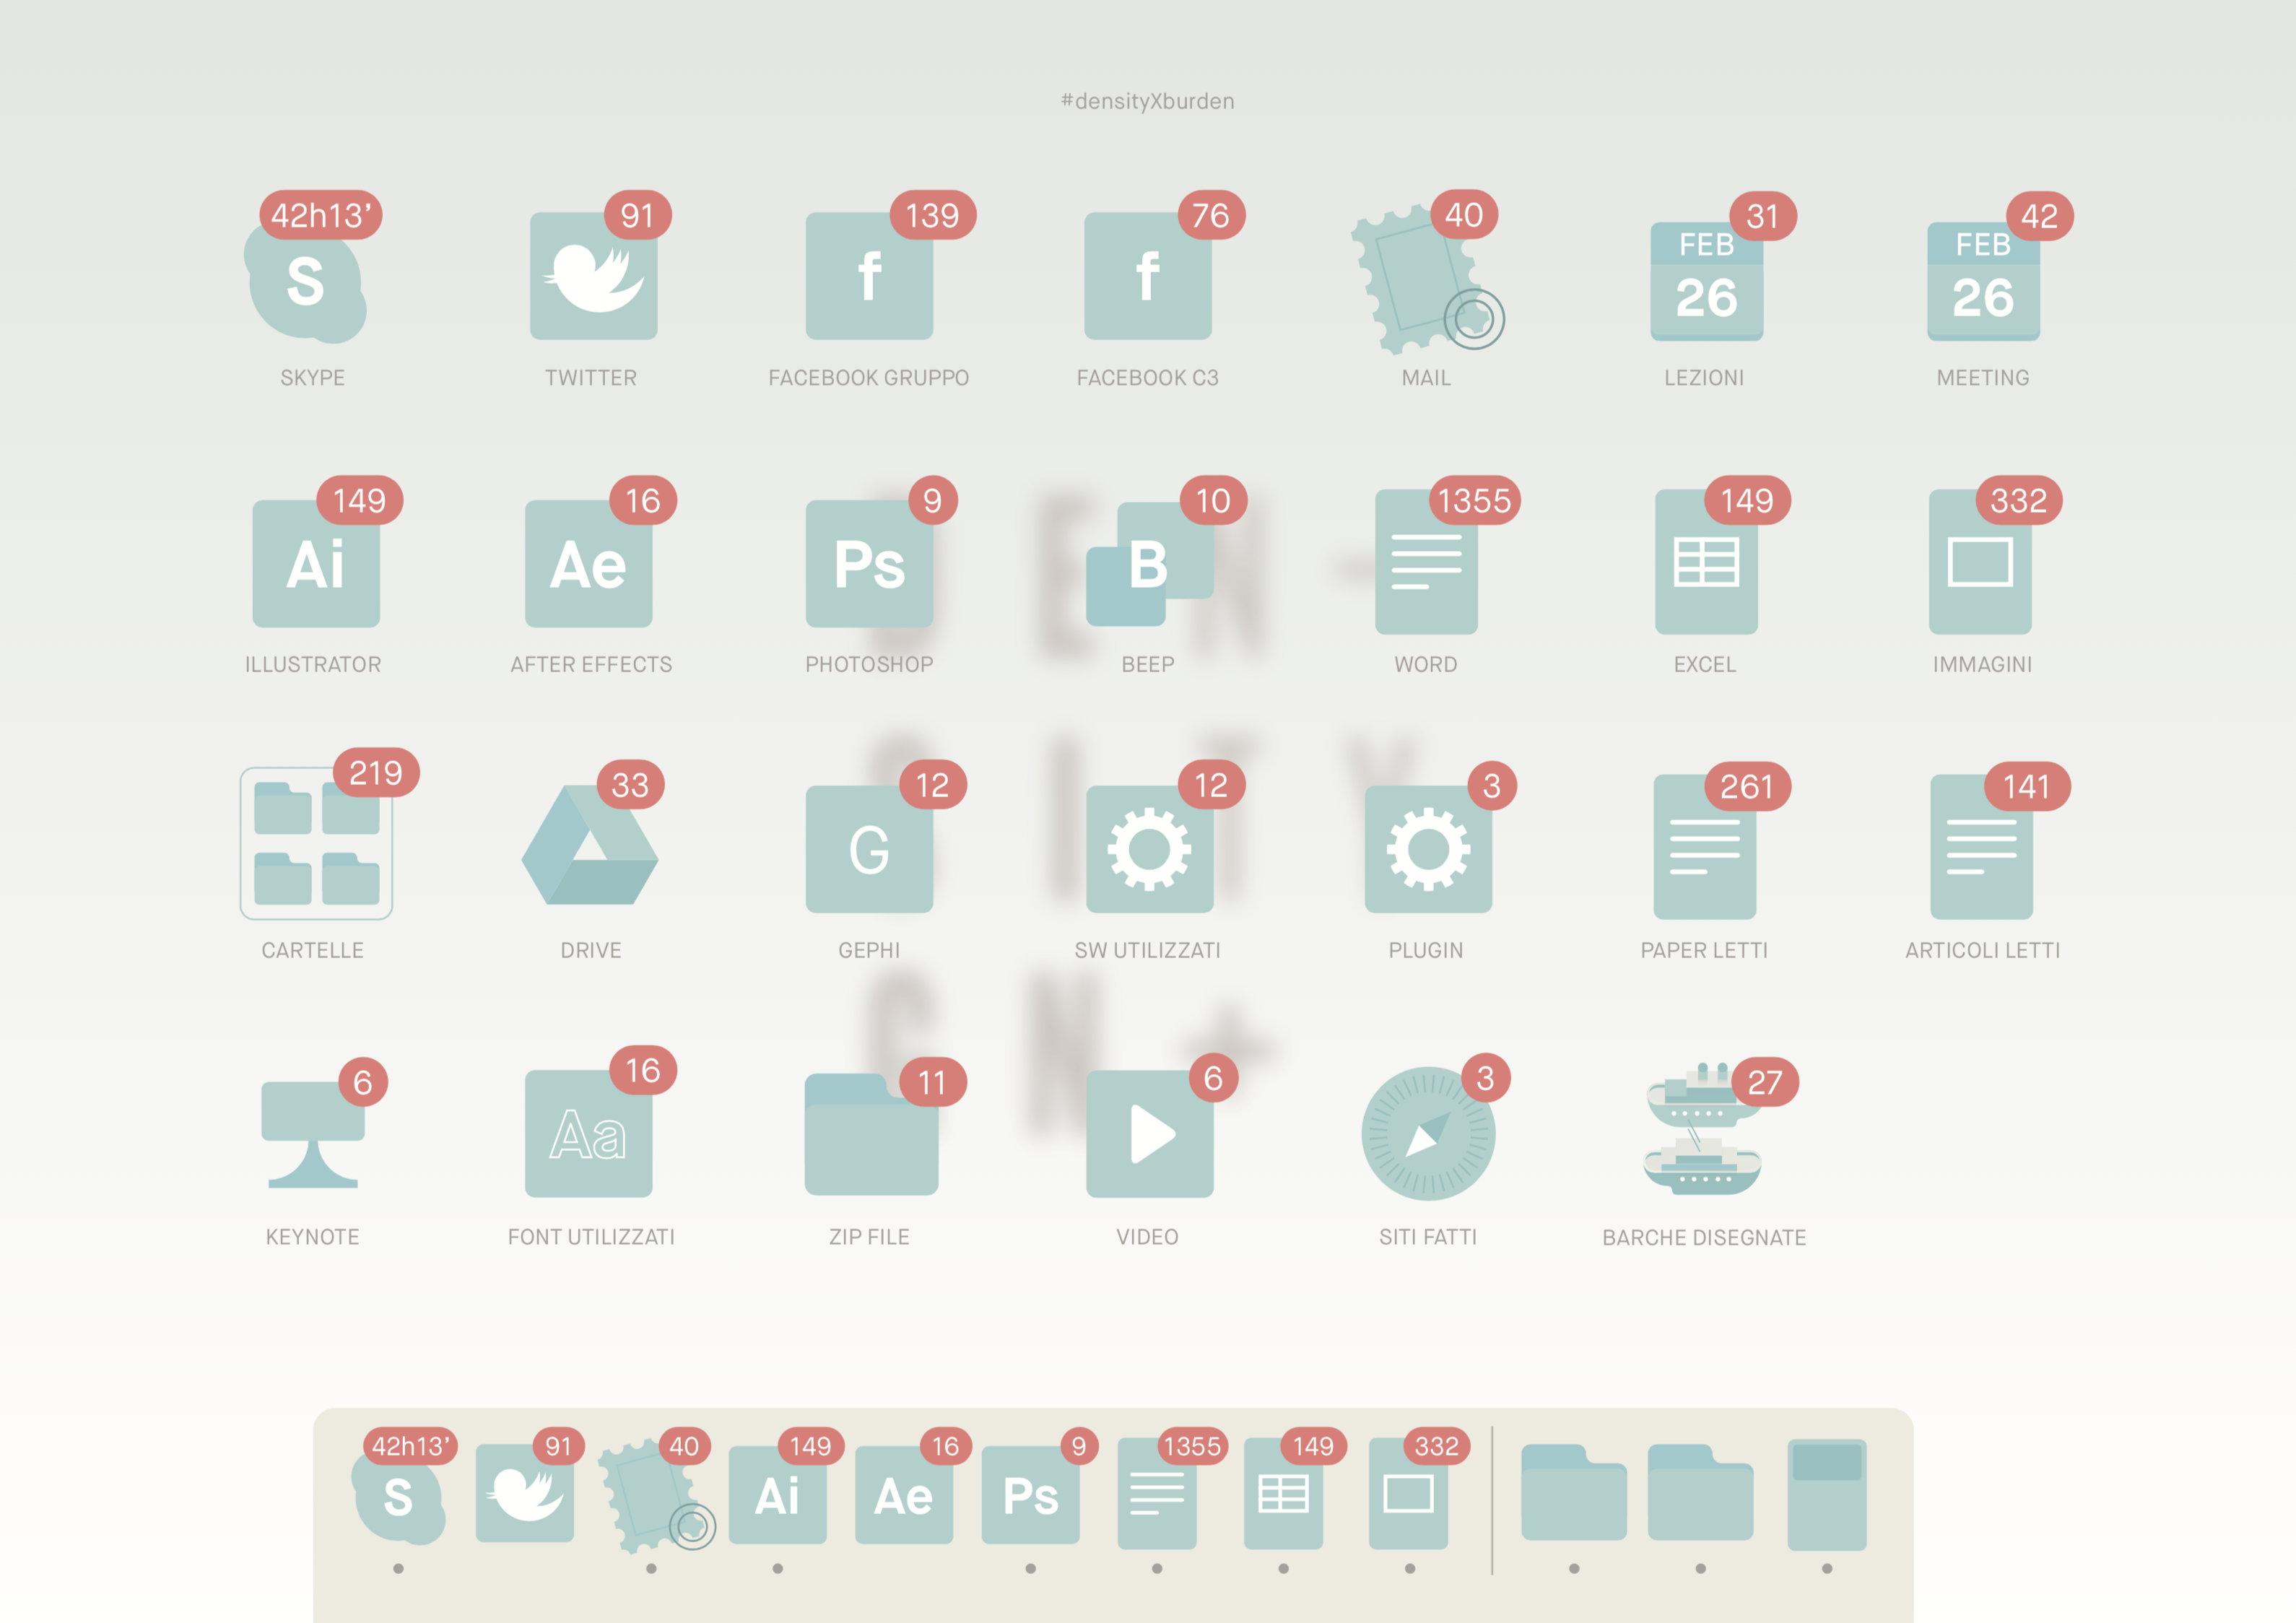 #densityXburden
42h13’ 91 139 76 40 31 42
S f f FEB 26 FEB 26
SKYPE TWITTER FACEBOOK GRUPPO FACEBOOK C3 MAIL LEZIONI MEETING
149 16 9 10 1355 149 332
Ai Ae Ps B
DEN-
ILLUSTRATOR AFTER EFFECTS PHOTOSHOP BEEP WORD EXCEL IMMAGINI
219 33 12 12 3 261 141
G
SITY
CARTELLE DRIVE GEPHI SW UTILIZZATI PLUGIN PAPER LETTI ARTICOLI LETTI
GN+
6 16 11 6 3 27
Aa
KEYNOTE FONT UTILIZZATI ZIP FILE VIDEO SITI FATTI BARCHE DISEGNATE
42h13’ 91 40 149 16 9 1355 149 332
S Ai Ae Ps